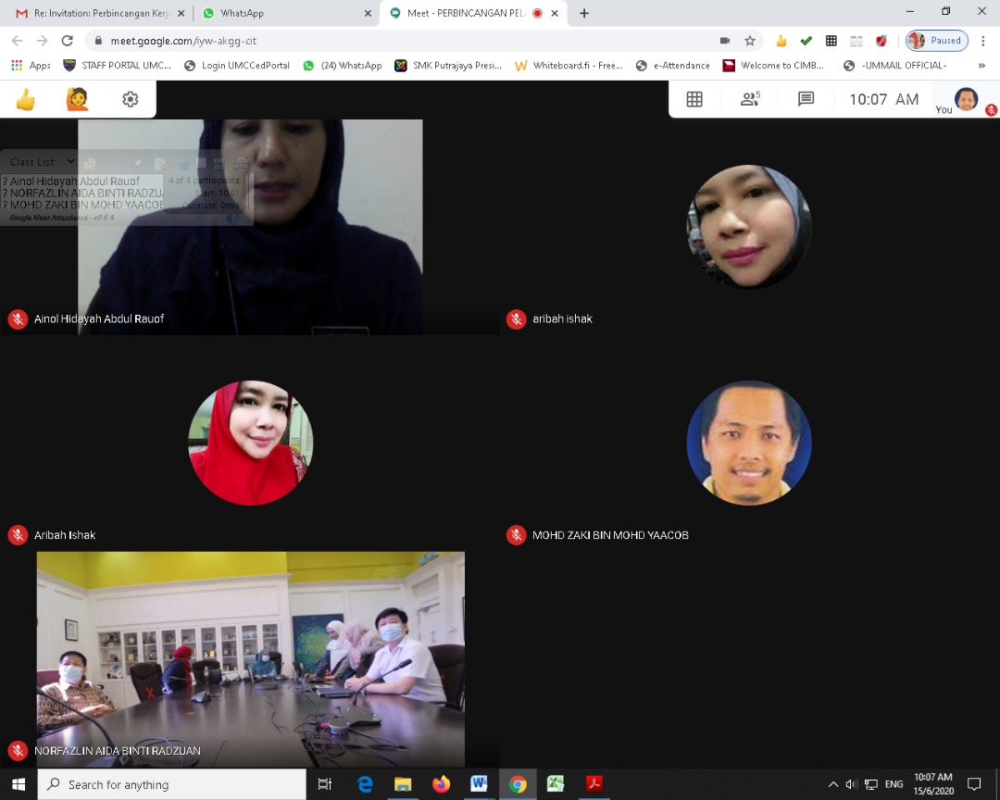 Re: Invitation: Perbincangan Kerj
WhatsApp
Meet - PERBINCANGAN PEL
meet.google.com/iyw-akgg-cit
Paused
Apps
STAFF PORTAL UMC...
Login UMCCedPortal
(24) WhatsApp
SMK Putrajaya Presi...
Whiteboard.fi - Free...
e-Attendance
Welcome to CIMB...
-UMMAIL OFFICIAL-
5
10:07 AM
You
Class List
? Ainol Hidayah Abdul Rauof
4 of 4 participants
? NORFAZLIN AIDA BINTI RADZU
Start: 10:01
? MOHD ZAKI BIN MOHD YAACOB
Duration: 0min
Google Meet Attendance - v0.6.4
Ainol Hidayah Abdul Rauof
aribah ishak
Aribah Ishak
MOHD ZAKI BIN MOHD YAACOB
NORFAZLIN AIDA BINTI RADZUAN
Search for anything
ENG
10:07 AM
15/6/2020